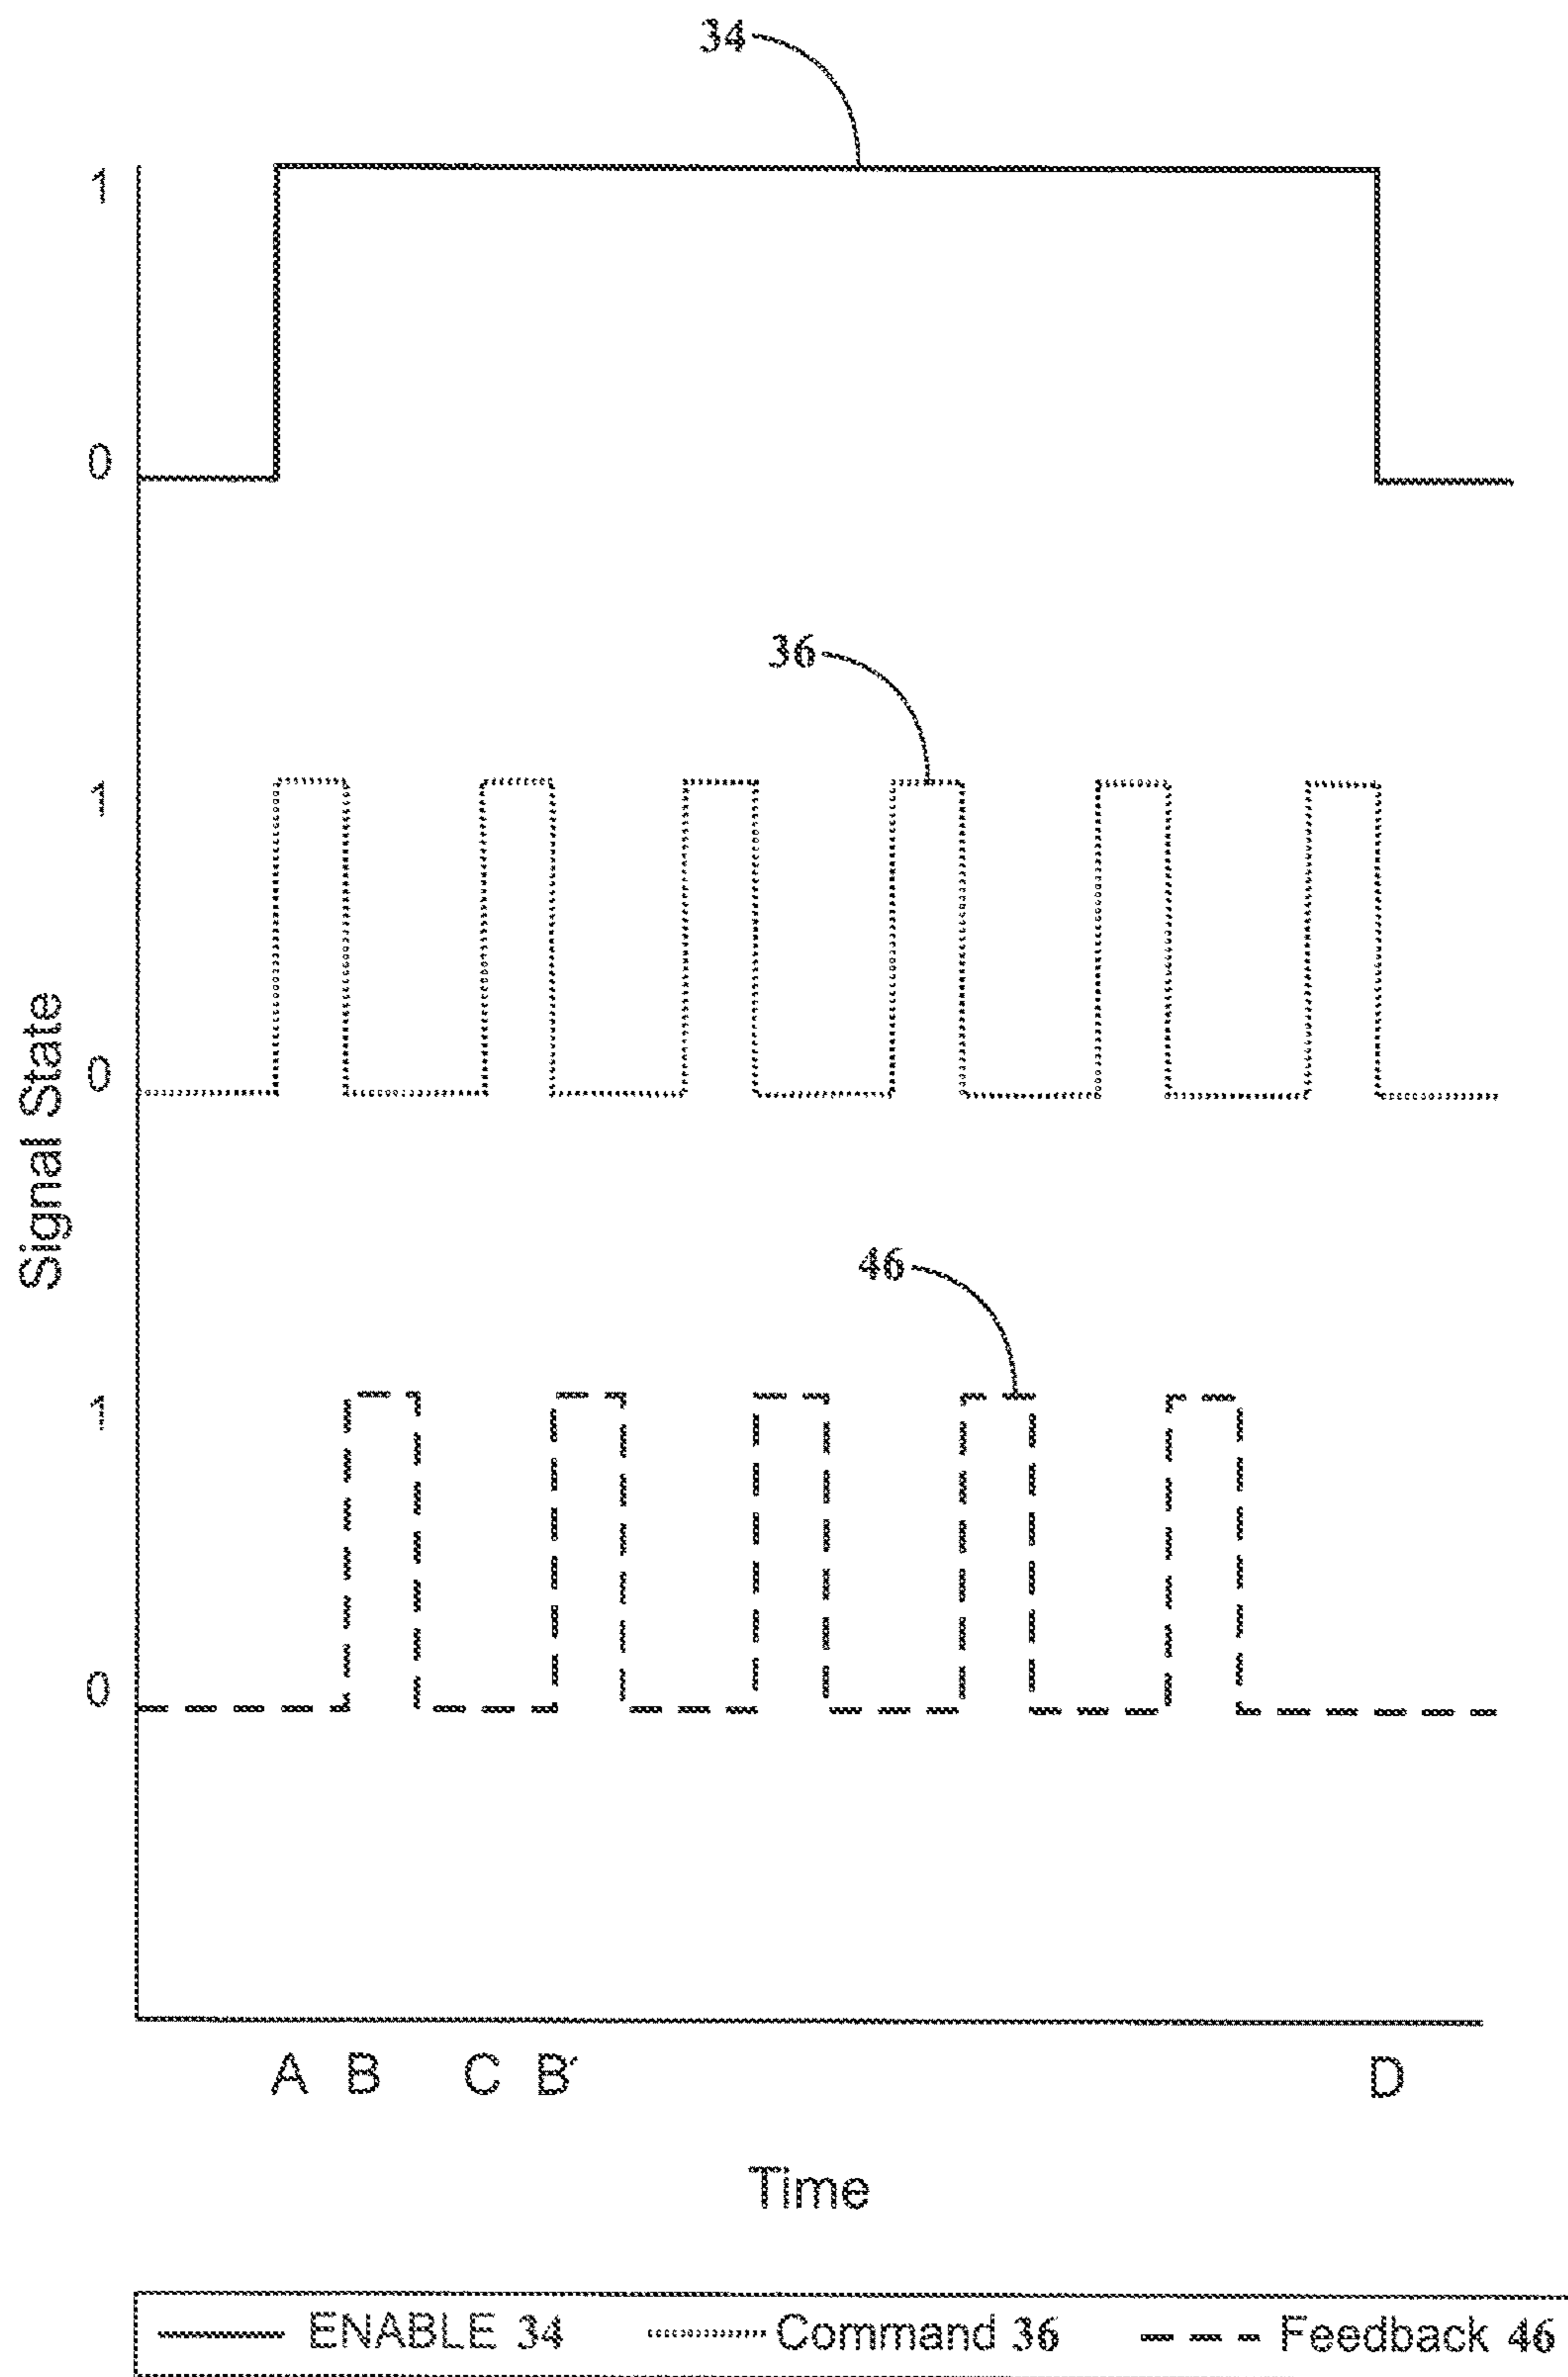 34
1
0
36
1
0
Signal State
46
1
0
A B C B' D
Time
ENABLE 34 Command 36 Feedback 46